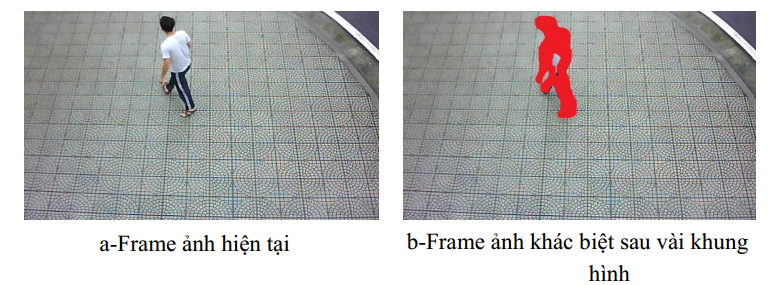 a-Frame ảnh hiện tại
b-Frame ảnh khác biệt sau vài khung
hình